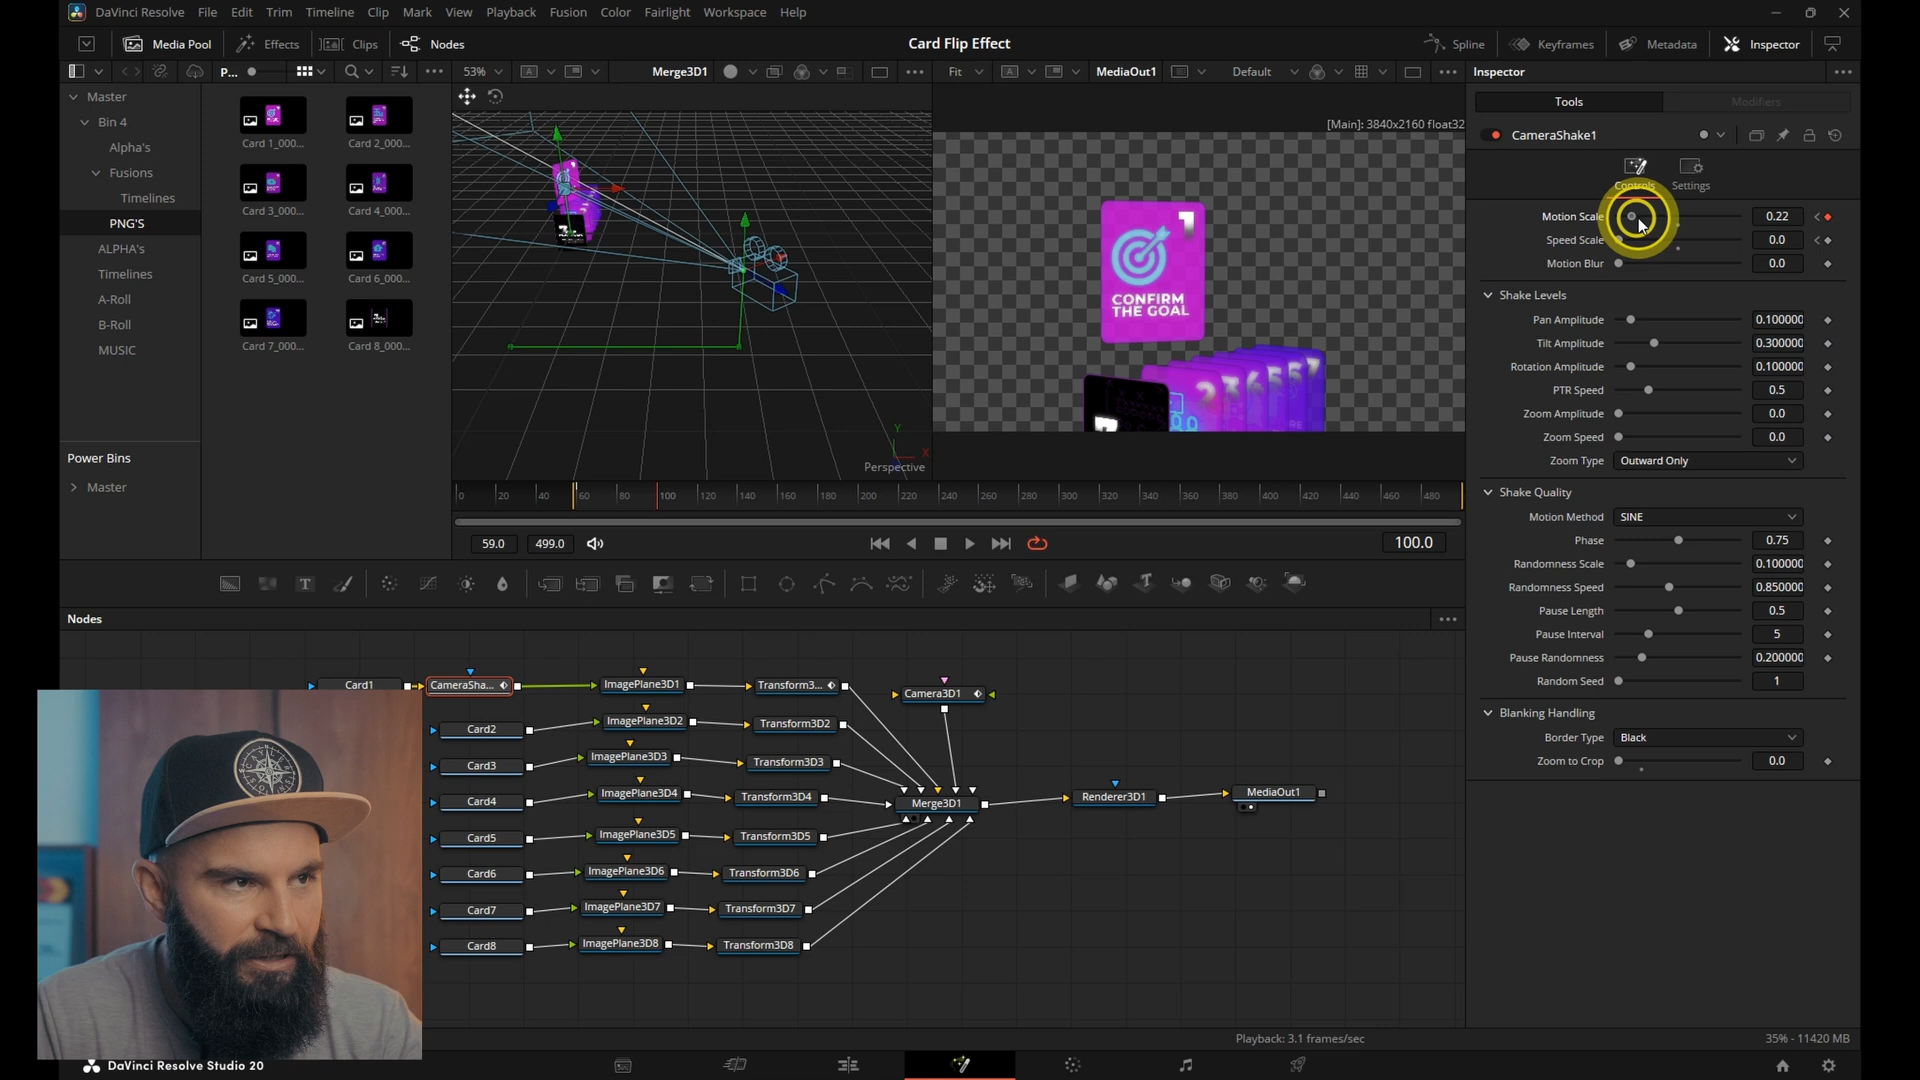 DaVinci Resolve File Edit Trim Timeline Clip Mark View Playback Fusion Color Fairlight Workspace Help
Media Pool Effects Clips Nodes Card Flip Effect Spline Keyframes Metadata Inspector
P... 53% Merge3D1 Fit MediaOut1 Default Inspector
Master
Bin 4
Alpha's
Fusions
Timelines
PNG'S
ALPHA's
Timelines
A-Roll
B-Roll
MUSIC
Power Bins
Master
Card 1_000... Card 2_000...
Card 3_000... Card 4_000...
Card 5_000... Card 6_000...
Card 7_000... Card 8_000...
Y
X
Perspective
[Main]: 3840x2160 float32
1
CONFIRM
THE GOAL
2 3 6 5 6 7
0 20 40 60 80 100 120 140 160 180 200 220 240 260 280 300 320 340 360 380 400 420 440 460 480
59.0 499.0 100.0
Tools Modifiers
CameraShake1
Controls Settings
Motion Scale 0.22
Speed Scale 0.0
Motion Blur 0.0
Shake Levels
Pan Amplitude 0.100000
Tilt Amplitude 0.300000
Rotation Amplitude 0.100000
PTR Speed 0.5
Zoom Amplitude 0.0
Zoom Speed 0.0
Zoom Type Outward Only
Shake Quality
Motion Method SINE
Phase 0.75
Randomness Scale 0.100000
Randomness Speed 0.850000
Pause Length 0.5
Pause Interval 5
Pause Randomness 0.200000
Random Seed 1
Blanking Handling
Border Type Black
Zoom to Crop 0.0
Nodes
Card1 CameraSha... ImagePlane3D1 Transform3... Camera3D1
Card2 ImagePlane3D2 Transform3D2
Card3 ImagePlane3D3 Transform3D3
Card4 ImagePlane3D4 Transform3D4 Merge3D1 Renderer3D1 MediaOut1
Card5 ImagePlane3D5 Transform3D5
Card6 ImagePlane3D6 Transform3D6
Card7 ImagePlane3D7 Transform3D7
Card8 ImagePlane3D8 Transform3D8
Playback: 3.1 frames/sec 35% - 11420 MB
DaVinci Resolve Studio 20